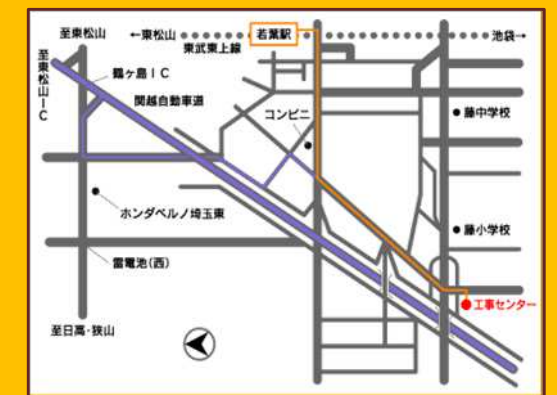 至東松山
←東松山
若葉駅
池袋→
東武東上線
至東松山IC
鶴ヶ島IC
関越自動車道
コンビニ
藤中学校
ホンダベルノ埼玉東
藤小学校
雷電池(西)
工事センター
至日高・狭山